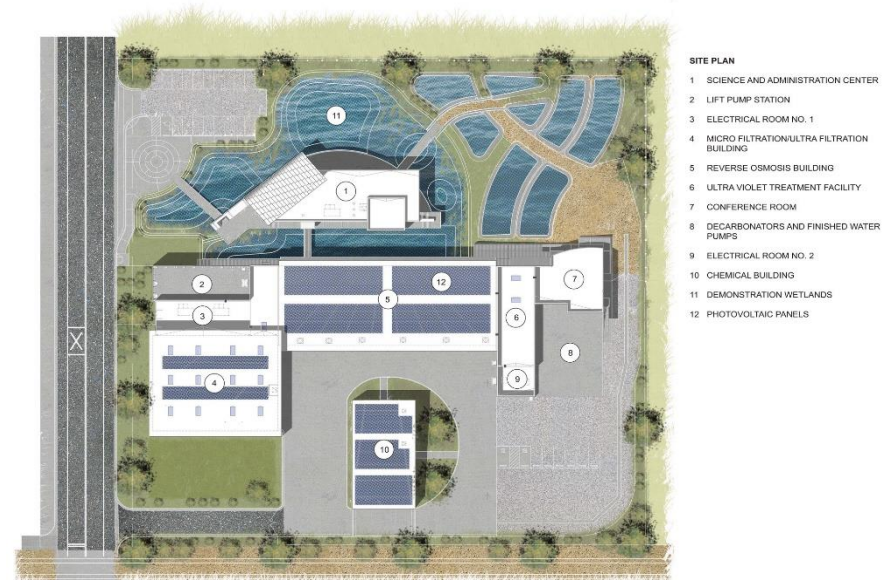 SITE PLAN
1 SCIENCE AND ADMINISTRATION CENTER
2 LIFT PUMP STATION
3 ELECTRICAL ROOM NO. 1
4 MICRO FILTRATION/ULTRA FILTRATION
BUILDING
5 REVERSE OSMOSIS BUILDING
6 ULTRA VIOLET TREATMENT FACILITY
7 CONFERENCE ROOM
8 DECARBONATORS AND FINISHED WATER
PUMPS
9 ELECTRICAL ROOM NO. 2
10 CHEMICAL BUILDING
11 DEMONSTRATION WETLANDS
12 PHOTOVOLTAIC PANELS
11
1
2
12
7
5
3
6
8
4
9
10